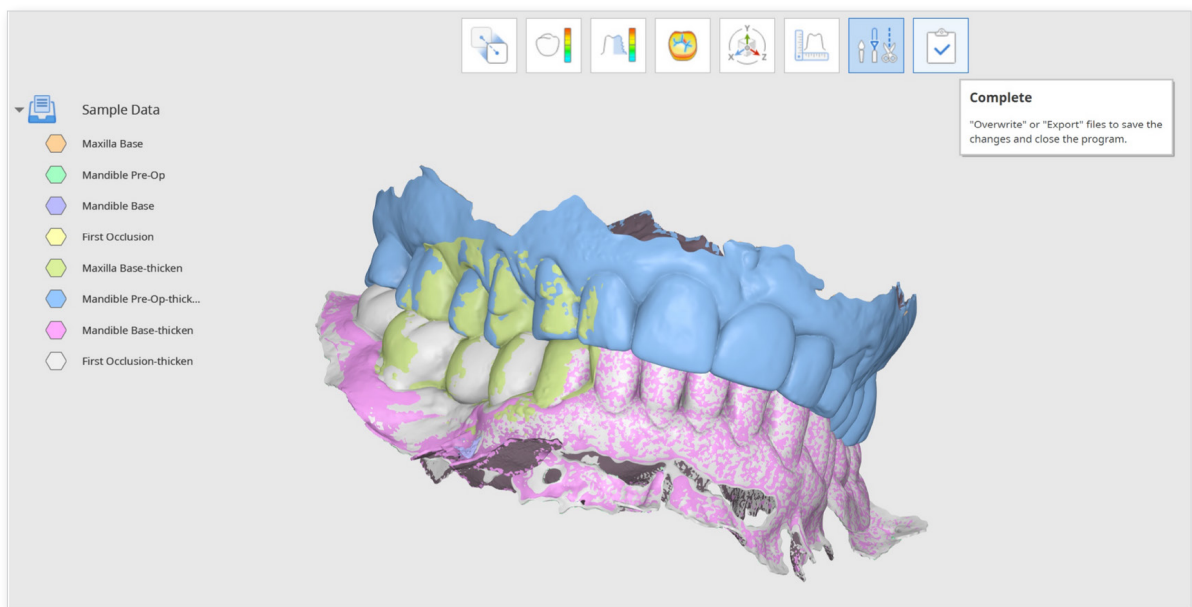 Y
X
Z
Complete
"Overwrite" or "Export" files to save the
changes and close the program.
Sample Data
Maxilla Base
Mandible Pre-Op
Mandible Base
First Occlusion
Maxilla Base-thicken
Mandible Pre-Op-thick...
Mandible Base-thicken
First Occlusion-thicken